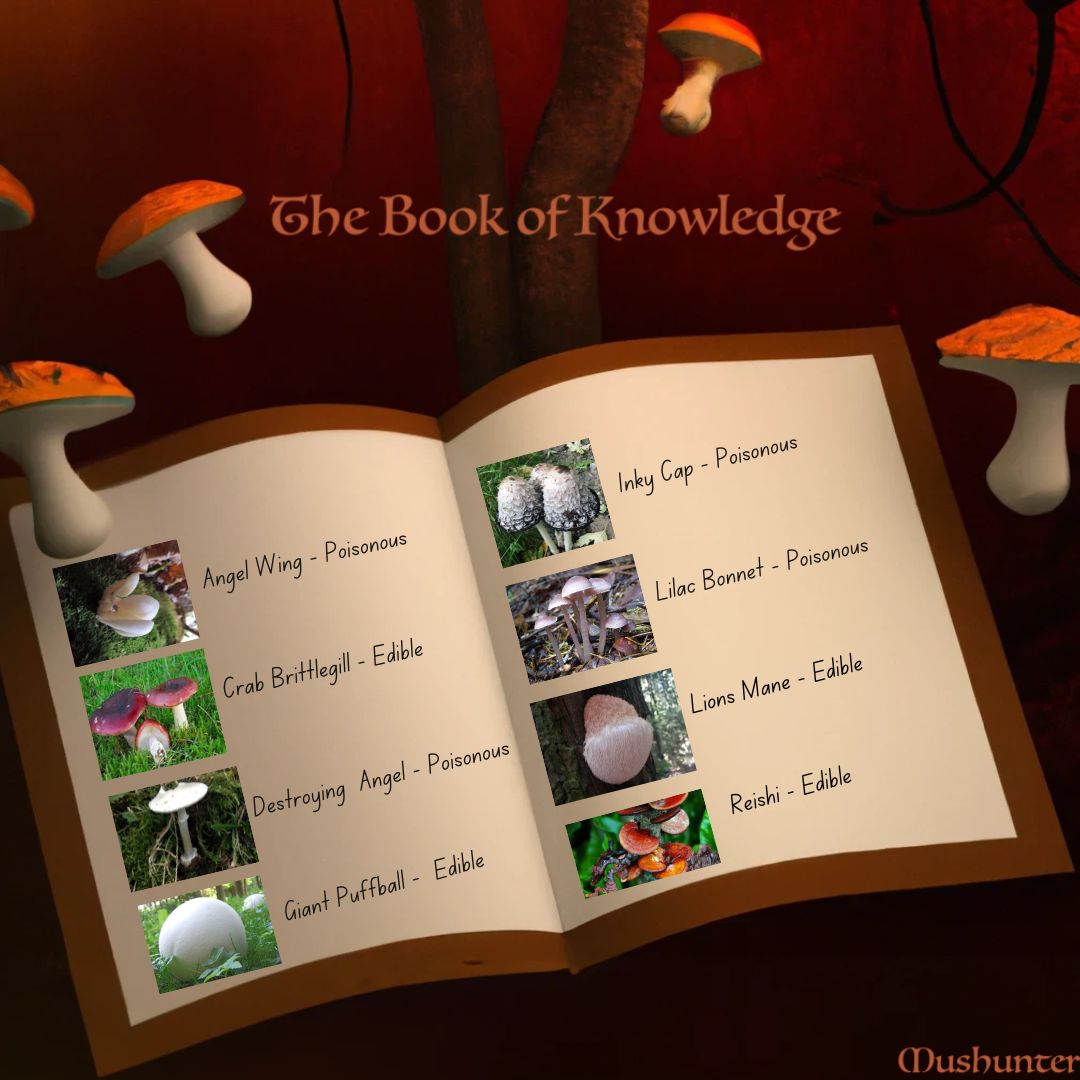 The Book of Knowledge
Angel Wing - Poisonous
Crab Brittlegill - Edible
Destroying Angel - Poisonous
Giant Puffball - Edible
Inky Cap - Poisonous
Lilac Bonnet - Poisonous
Lions Mane - Edible
Reishi - Edible
Mushunter